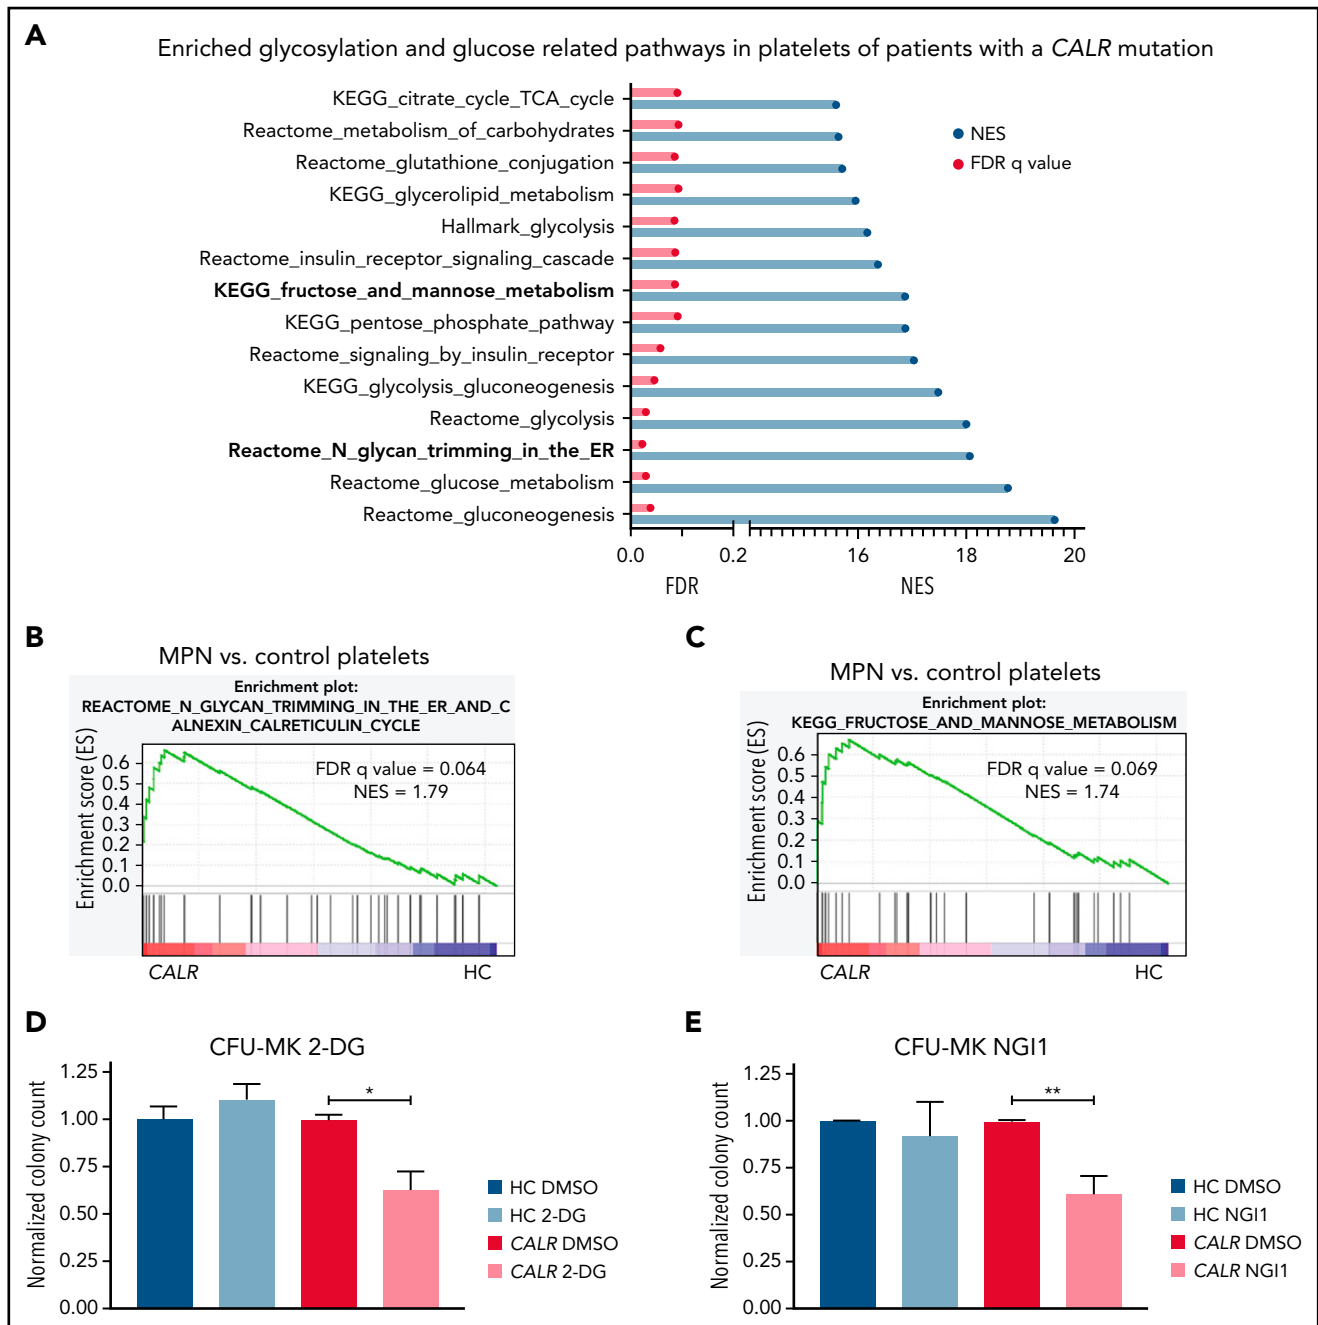 A
Enriched glycosylation and glucose related pathways in platelets of patients with a CALR mutation
KEGG_citrate_cycle_TCA_cycle
Reactome_metabolism_of_carbohydrates
Reactome_glutathione_conjugation
KEGG_glycerolipid_metabolism
Hallmark_glycolysis
Reactome_insulin_receptor_signaling_cascade
KEGG_fructose_and_mannose_metabolism
KEGG_pentose_phosphate_pathway
Reactome_signaling_by_insulin_receptor
KEGG_glycolysis_gluconeogenesis
Reactome_glycolysis
Reactome_N_glycan_trimming_in_the_ER
Reactome_glucose_metabolism
Reactome_gluconeogenesis
NES
FDR q value
0.0 0.2 16 18 20
FDR NES
B
MPN vs. control platelets
Enrichment plot:
REACTOME_N_GLYCAN_TRIMMING_IN_THE_ER_AND_C
ALNEXIN_CALRETICULIN_CYCLE
Enrichment score (ES)
0.6
0.5
0.4
0.3
0.2
0.1
0.0
FDR q value = 0.064
NES = 1.79
CALR HC
C
MPN vs. control platelets
Enrichment plot:
KEGG_FRUCTOSE_AND_MANNOSE_METABOLISM
Enrichment score (ES)
0.6
0.5
0.4
0.3
0.2
0.1
0.0
FDR q value = 0.069
NES = 1.74
CALR HC
D
CFU-MK 2-DG
Normalized colony count
1.25
1.00
0.75
0.50
0.25
0.00
*
HC DMSO
HC 2-DG
CALR DMSO
CALR 2-DG
E
CFU-MK NGI1
Normalized colony count
1.25
1.00
0.75
0.50
0.25
0.00
**
HC DMSO
HC NGI1
CALR DMSO
CALR NGI1